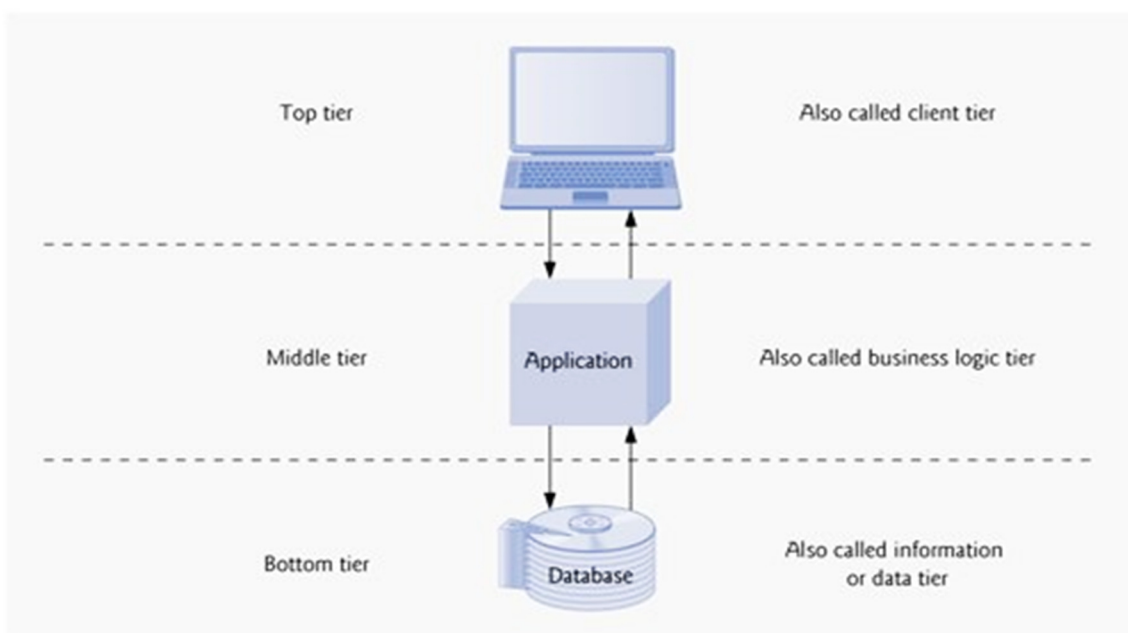 Top tier
Also called client tier
Middle tier
Application
Also called business logic tier
Bottom tier
Database
Also called information
or data tier